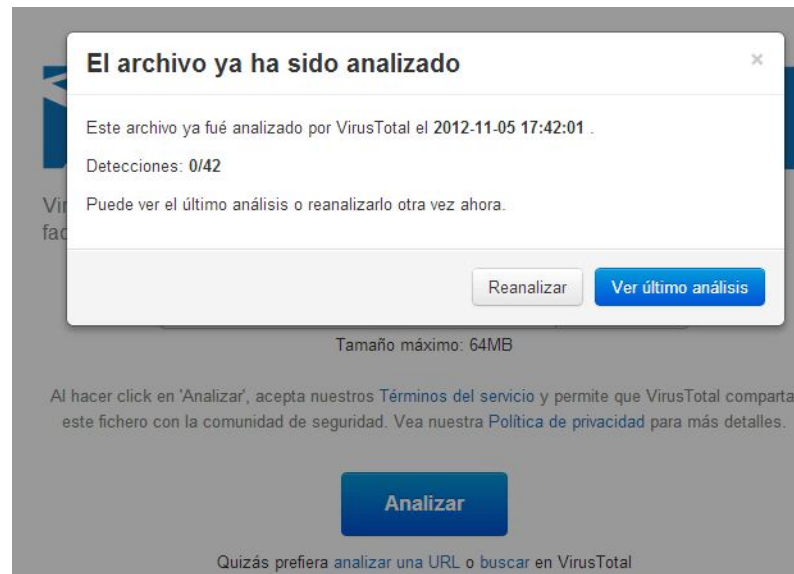 El archivo ya ha sido analizado
×
Este archivo ya fué analizado por VirusTotal el 2012-11-05 17:42:01 .
Detecciones: 0/42
Puede ver el último análisis o reanalizarlo otra vez ahora.
Reanalizar
Ver último análisis
Tamaño máximo: 64MB
Al hacer click en 'Analizar', acepta nuestros Términos del servicio y permite que VirusTotal comparta
este fichero con la comunidad de seguridad. Vea nuestra Política de privacidad para más detalles.
Analizar
Quizás prefiera analizar una URL o buscar en VirusTotal